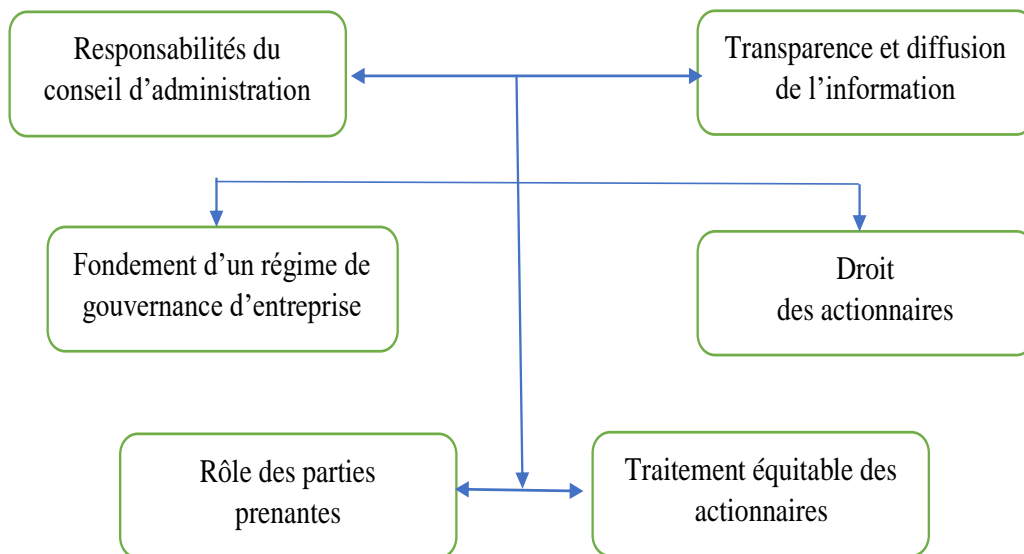 Responsabilités du
conseil d’administration
Transparence et diffusion
de l’information
Fondement d’un régime de
gouvernance d’entreprise
Droit
des actionnaires
Rôle des parties
prenantes
Traitement équitable des
actionnaires